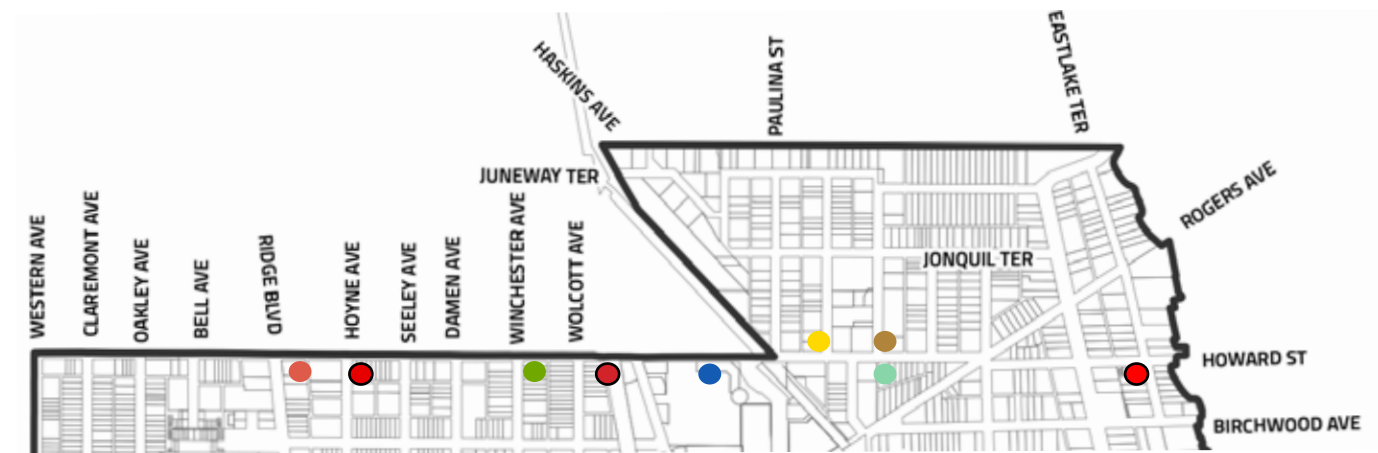 WESTERN AVE
CLAREMONT AVE
OAKLEY AVE
BELL AVE
RIDGE BLVD
HOYNE AVE
SEELEY AVE
DAMEN AVE
WINCHESTER AVE
WOLCOTT AVE
JUNEWAY TER
HASKINS AVE
PAULINA ST
EASTLAKE TER
ROGERS AVE
JONQUIL TER
HOWARD ST
BIRCHWOOD AVE